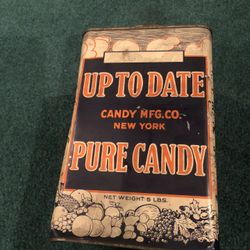 UP TO DATE
CANDY MFG.CO.
NEW YORK
PURE CANDY
NET WEIGHT 5 LBS.